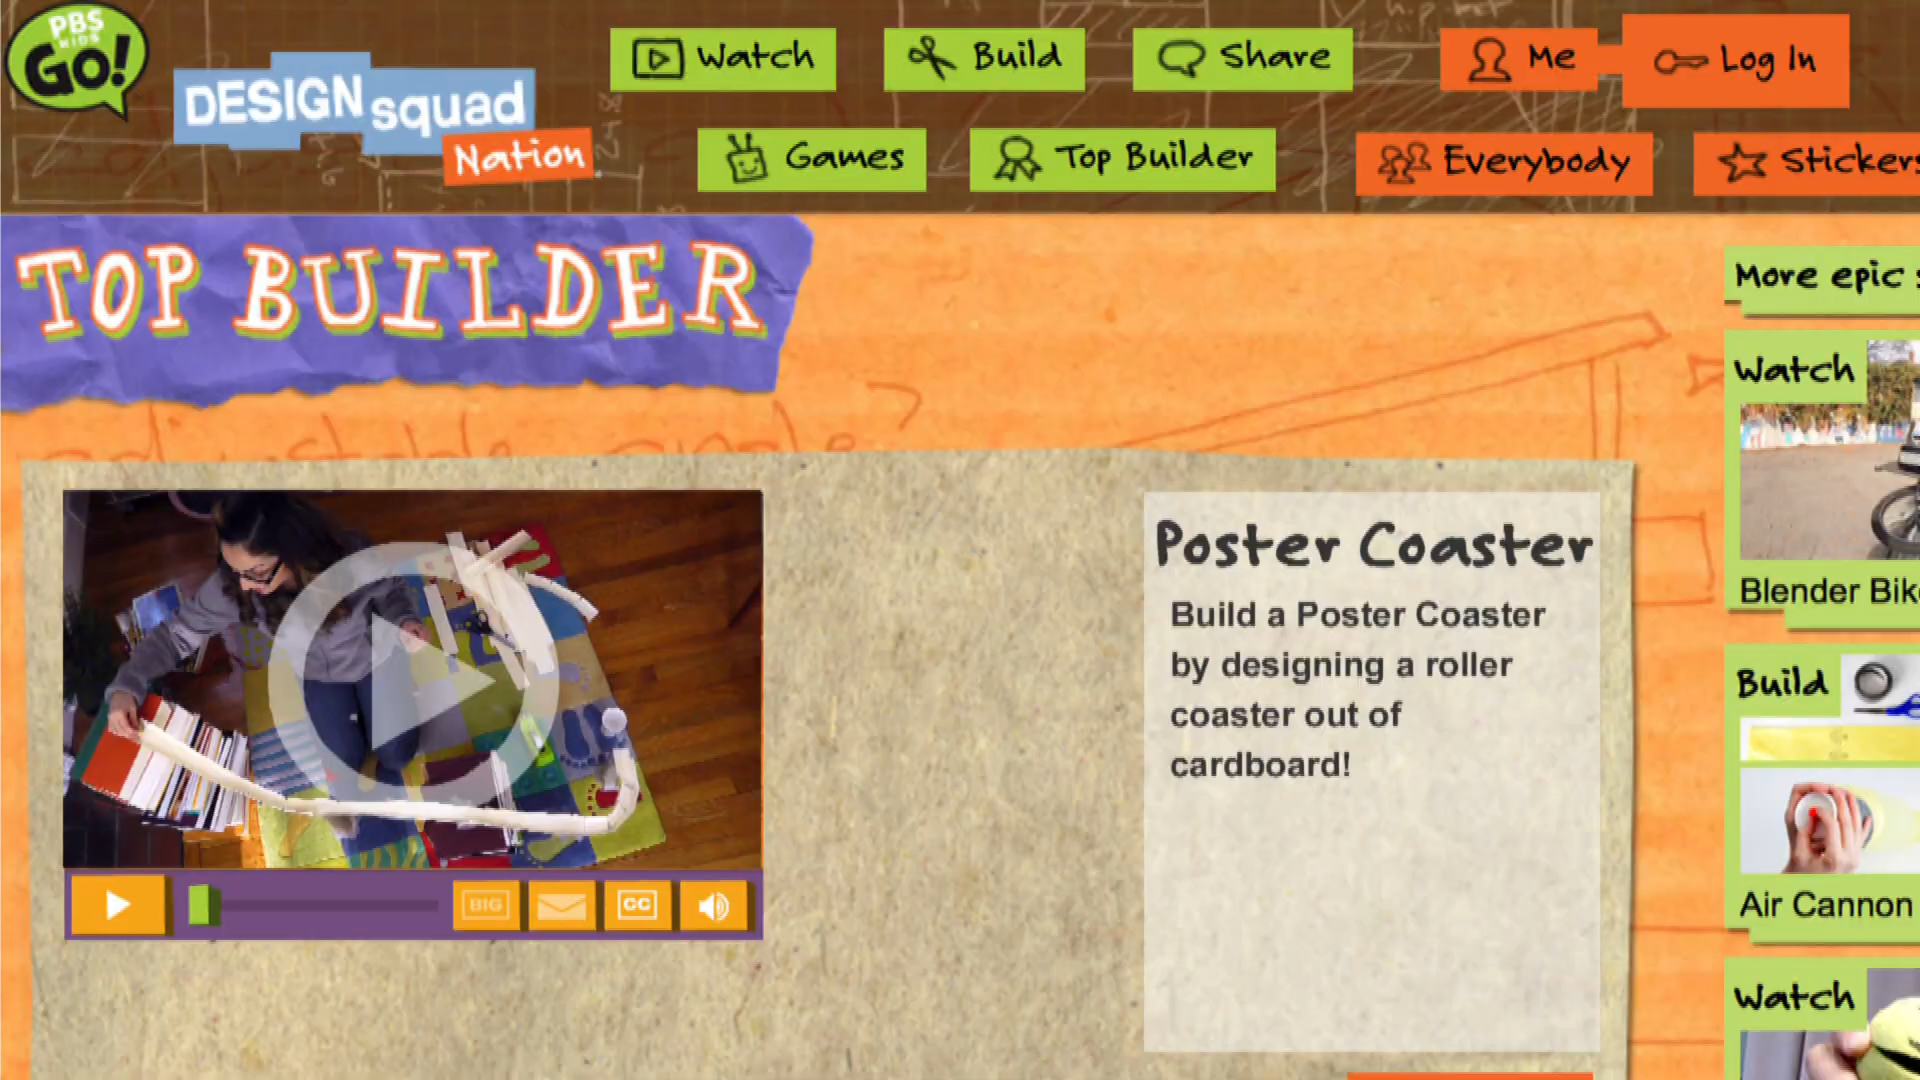 PBS
KIDS
GO!
DESIGN squad
Nation
Watch
Build
Share
Me
Log In
Games
Top Builder
Everybody
Stickers
TOP BUILDER
More epic
Watch
Poster Coaster
Build a Poster Coaster
by designing a roller
coaster out of
cardboard!
Blender Bike
Build
BIG
CC
Air Cannon
Watch